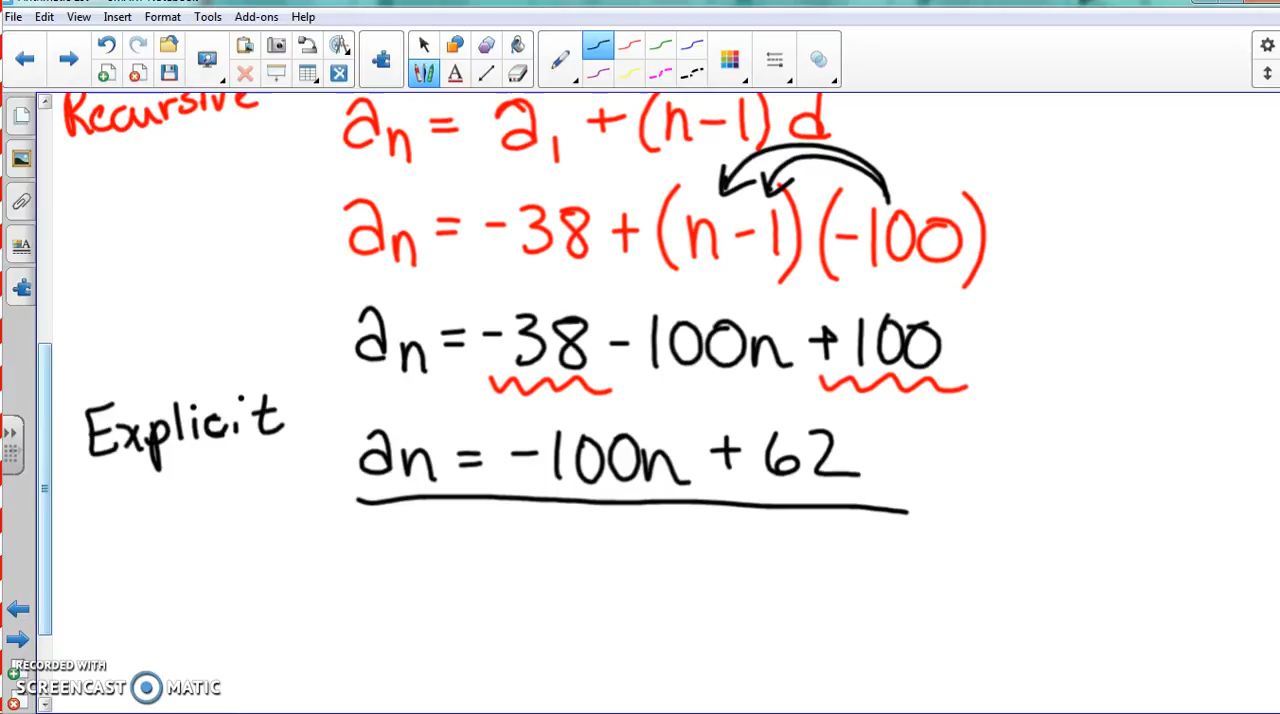 File Edit View Insert Format Tools Add-ons Help
Recursive
an = a1 + (n-1)d
an = -38 + (n-1)(-100)
an = -38 - 100n + 100
Explicit
an = -100n + 62
RECORDED WITH
SCREENCAST MATIC